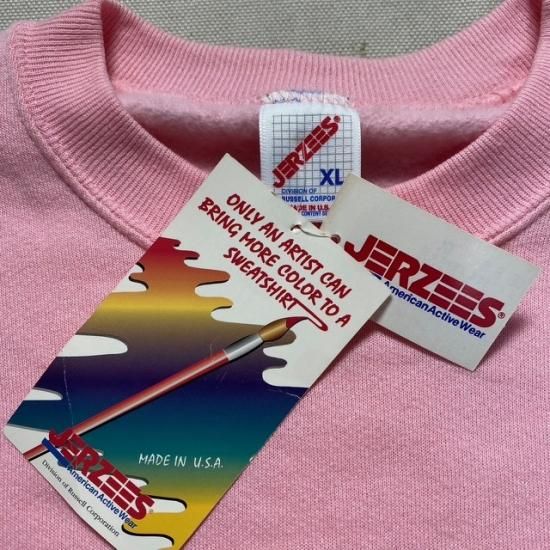 JERZEES®
XL
DIVISION OF
RUSSELL CORPOR
MADE IN U.S.
ONLY AN ARTIST CAN
BRING MORE COLOR TO A
SWEATSHIRT
MADE IN U.S.A.
JERZEES®
American Active Wear
Division of Russell Corporation
JERZEES®
American Active Wear